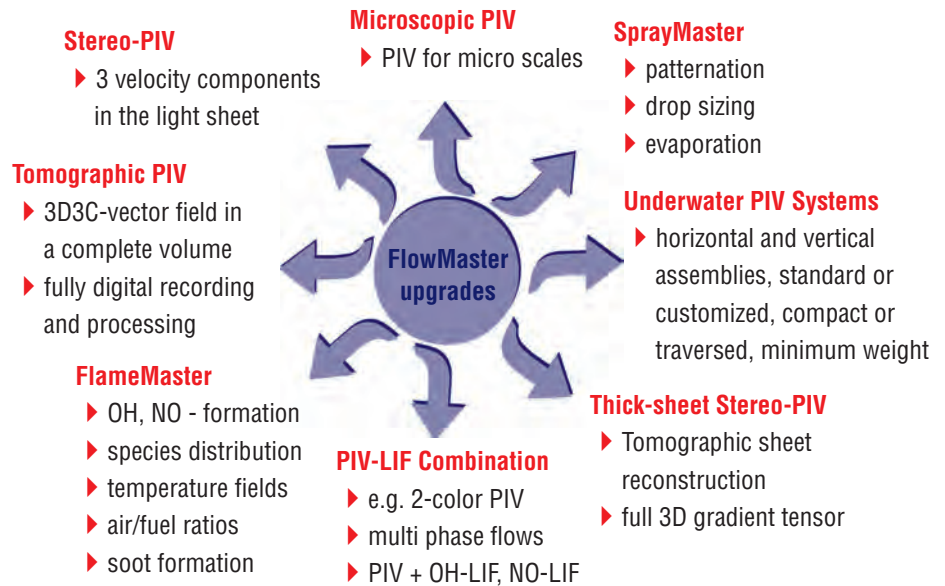 Microscopic PIV
PIV for micro scales
Stereo-PIV
3 velocity components
in the light sheet
SprayMaster
patternation
drop sizing
evaporation
Tomographic PIV
3D3C-vector field in
a complete volume
fully digital recording
and processing
FlowMaster
upgrades
Underwater PIV Systems
horizontal and vertical
assemblies, standard or
customized, compact or
traversed, minimum weight
FlameMaster
OH, NO - formation
species distribution
temperature fields
air/fuel ratios
soot formation
PIV-LIF Combination
e.g. 2-color PIV
multi phase flows
PIV + OH-LIF, NO-LIF
Thick-sheet Stereo-PIV
Tomographic sheet
reconstruction
full 3D gradient tensor